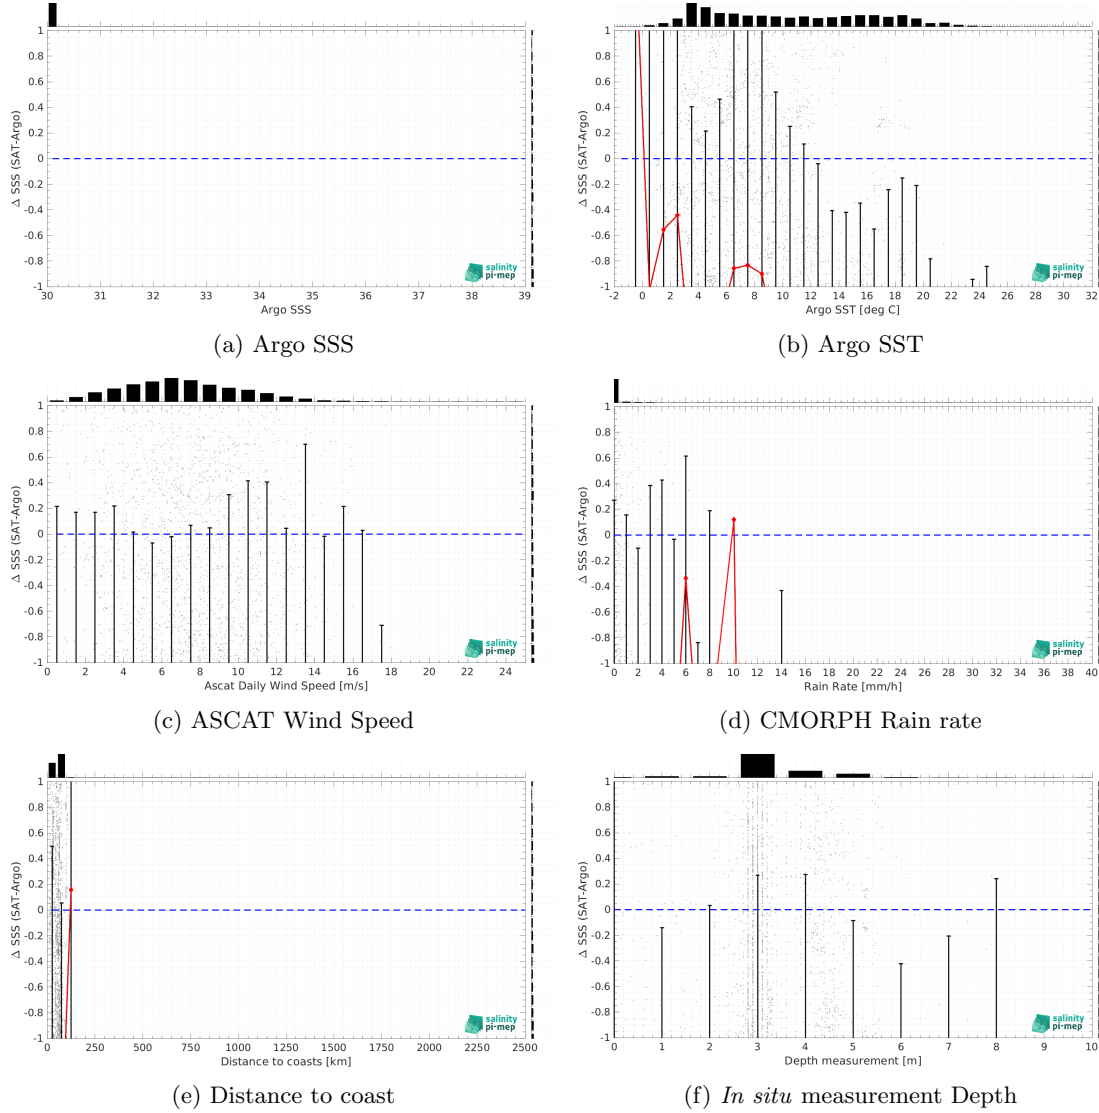 1
0.8
0.6
0.4
0.2
0
-0.2
-0.4
-0.6
-0.8
-1
Δ SSS (SAT-Argo)
salinity
pi-mep
30 31 32 33 34 35 36 37 38 39
Argo SSS
(a) Argo SSS
1
0.8
0.6
0.4
0.2
0
-0.2
-0.4
-0.6
-0.8
-1
Δ SSS (SAT-Argo)
salinity
pi-mep
-2 0 2 4 6 8 10 12 14 16 18 20 22 24 26 28 30 32
Argo SST [deg C]
(b) Argo SST
1
0.8
0.6
0.4
0.2
0
-0.2
-0.4
-0.6
-0.8
-1
Δ SSS (SAT-Argo)
salinity
pi-mep
0 2 4 6 8 10 12 14 16 18 20 22 24
Ascat Daily Wind Speed [m/s]
(c) ASCAT Wind Speed
1
0.8
0.6
0.4
0.2
0
-0.2
-0.4
-0.6
-0.8
-1
Δ SSS (SAT-Argo)
salinity
pi-mep
0 2 4 6 8 10 12 14 16 18 20 22 24 26 28 30 32 34 36 38 40
Rain Rate [mm/h]
(d) CMORPH Rain rate
1
0.8
0.6
0.4
0.2
0
-0.2
-0.4
-0.6
-0.8
-1
Δ SSS (SAT-Argo)
salinity
pi-mep
0 250 500 750 1000 1250 1500 1750 2000 2250 2500
Distance to coasts [km]
(e) Distance to coast
1
0.8
0.6
0.4
0.2
0
-0.2
-0.4
-0.6
-0.8
-1
Δ SSS (SAT-Argo)
salinity
pi-mep
0 1 2 3 4 5 6 7 8 9 10
Depth measurement [m]
(f) In situ measurement Depth